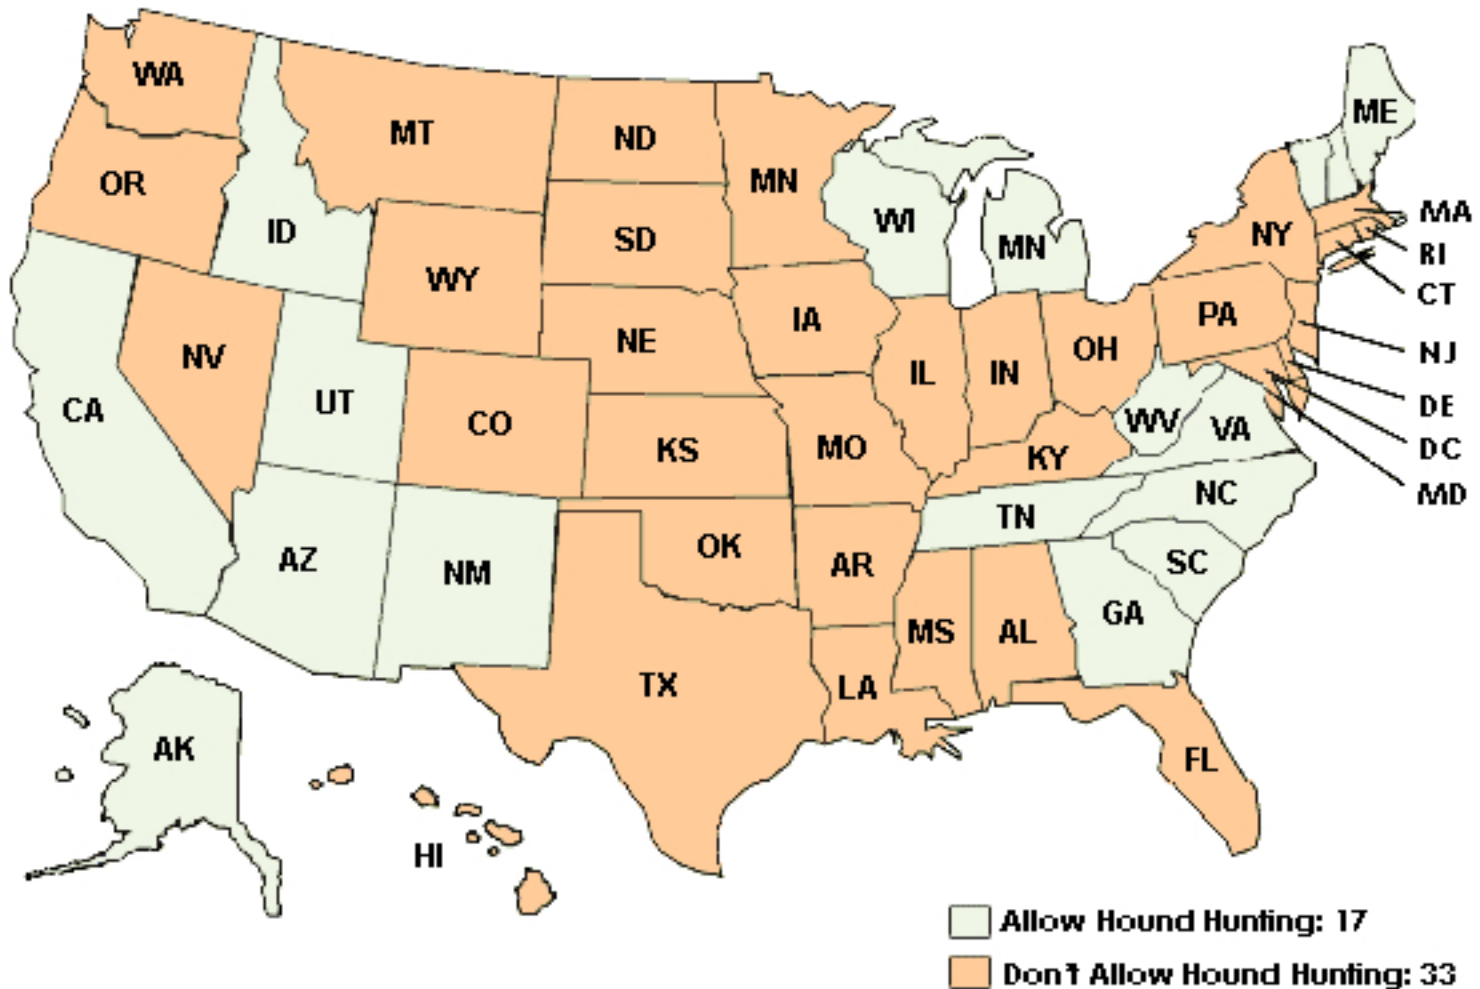 WA
MT
ND
MN
ME
OR
ID
SD
WI
MN
NY
MA
RI
CT
WY
NV
NE
IA
PA
NJ
CA
UT
CO
KS
MO
IL
IN
OH
WV
VA
DE
DC
MD
KY
AZ
NM
OK
AR
TN
NC
SC
GA
MS
AL
TX
LA
FL
AK
HI
Allow Hound Hunting: 17
Don't Allow Hound Hunting: 33